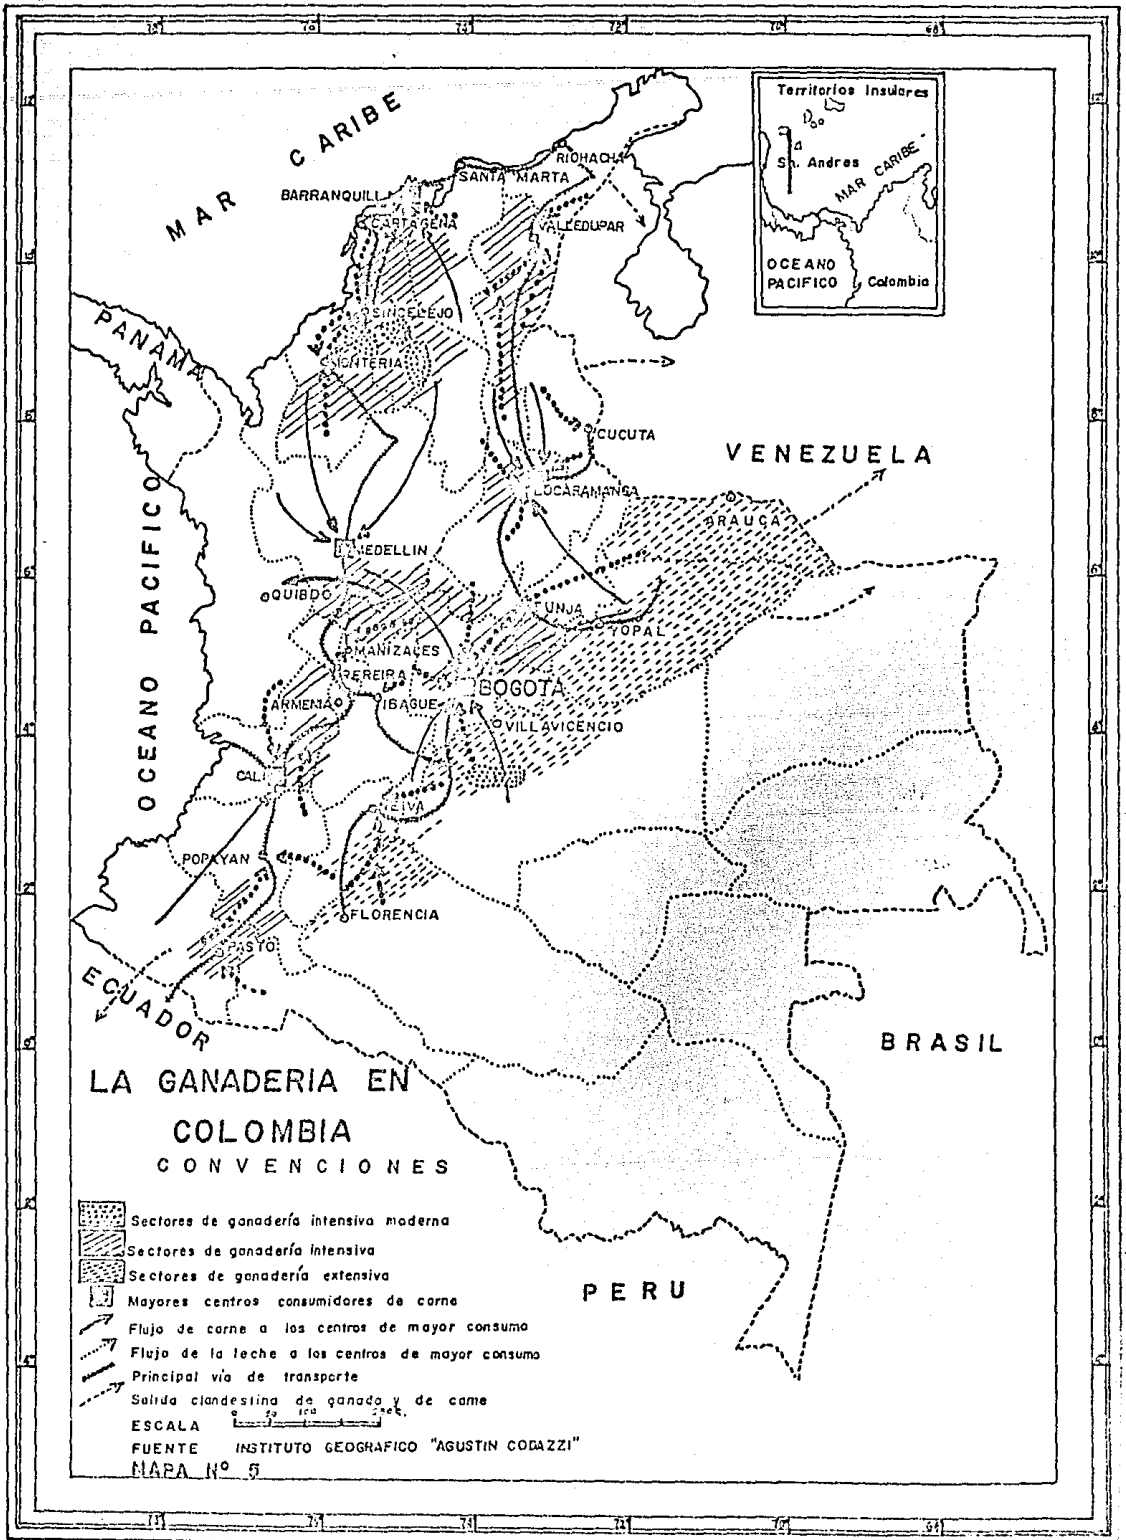 MAR CARIBE
Territorios Insulares
Sn. Andres
MAR CARIBE
OCEANO
PACIFICO
Colombia
RIOHACHA
SANTA MARTA
BARRANQUILLA
CARTAGENA
VALLEDUPAR
SINCELEJO
MONTERIA
PANAMA
CUCUTA
VENEZUELA
BUCARAMANGA
ARAUCA
OCEANO PACIFICO
MEDELLIN
QUIBDO
TUNJA
YOPAL
MANIZALES
PEREIRA
BOGOTA
ARMENIA
IBAGUE
VILLAVICENCIO
CALI
NEIVA
POPAYAN
FLORENCIA
PASTO
ECUADOR
BRASIL
PERU
LA GANADERIA EN
COLOMBIA
CONVENCIONES
Sectores de ganadería intensiva moderna
Sectores de ganadería intensiva
Sectores de ganadería extensiva
Mayores centros consumidores de carne
Flujo de carne a los centros de mayor consumo
Flujo de la leche a los centros de mayor consumo
Principal vía de transporte
Salida clandestina de ganado y de carne
ESCALA
FUENTE INSTITUTO GEOGRAFICO "AGUSTIN CODAZZI"
MAPA Nº 5